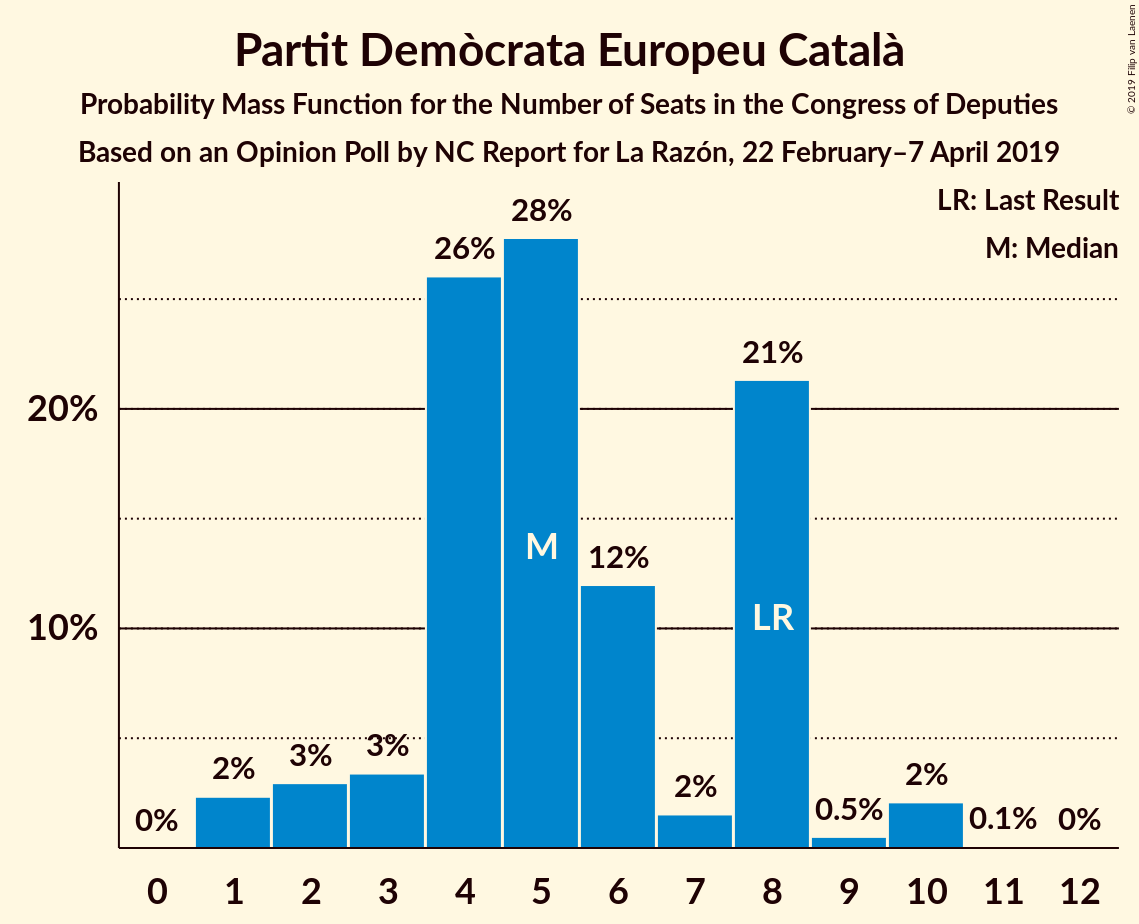 Partit Demòcrata Europeu Català
Probability Mass Function for the Number of Seats in the Congress of Deputies
Based on an Opinion Poll by NC Report for La Razón, 22 February–7 April 2019
© 2019 Filip van Laenen
LR: Last Result
M: Median
28%
26%
21%
20%
M
12%
LR
10%
3%
3%
2%
2%
2%
0.5%
0%
0.1%
0%
0 1 2 3 4 5 6 7 8 9 10 11 12